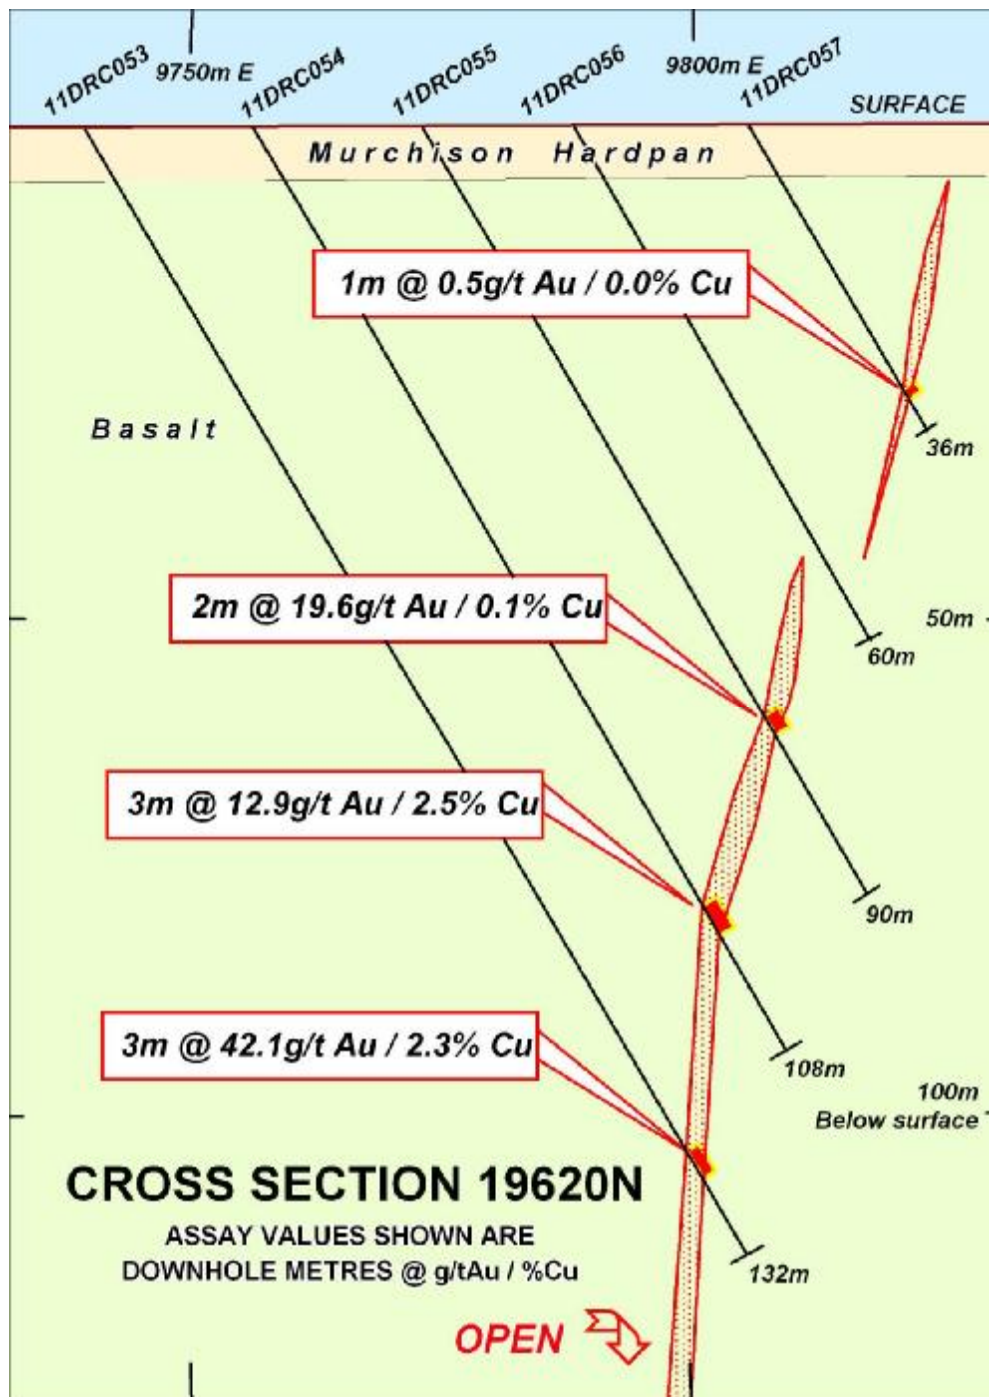 11DRC053
9750m E
11DRC054
11DRC055
11DRC056
9800m E
11DRC057
SURFACE
Murchison Hardpan
1m @ 0.5g/t Au / 0.0% Cu
Basalt
36m
2m @ 19.6g/t Au / 0.1% Cu
50m
60m
3m @ 12.9g/t Au / 2.5% Cu
90m
3m @ 42.1g/t Au / 2.3% Cu
108m
100m
Below surface
CROSS SECTION 19620N
ASSAY VALUES SHOWN ARE
DOWNHOLE METRES @ g/tAu / %Cu
132m
OPEN